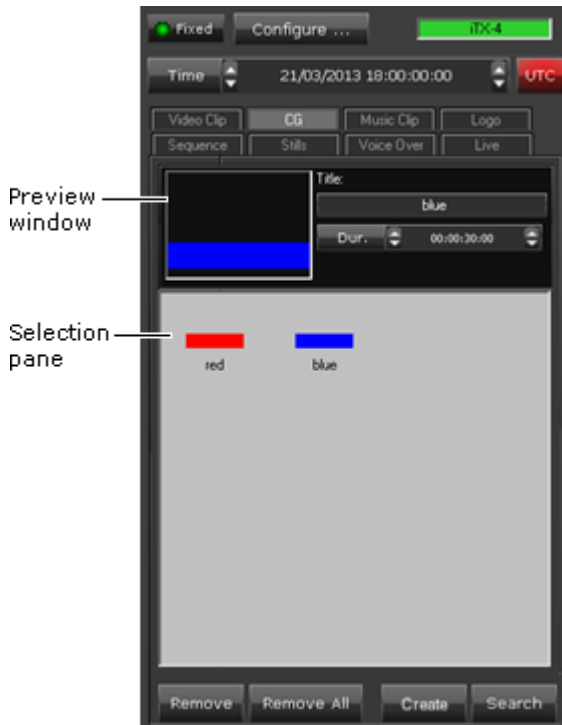 Fixed Configure ... iTX-4
Time 21/03/2013 18:00:00:00 UTC
Video Clip CG Music Clip Logo
Sequence Stills Voice Over Live
Preview
window
Title:
blue
Dur. 00:00:30:00
Selection
pane
red blue
Remove Remove All Create Search